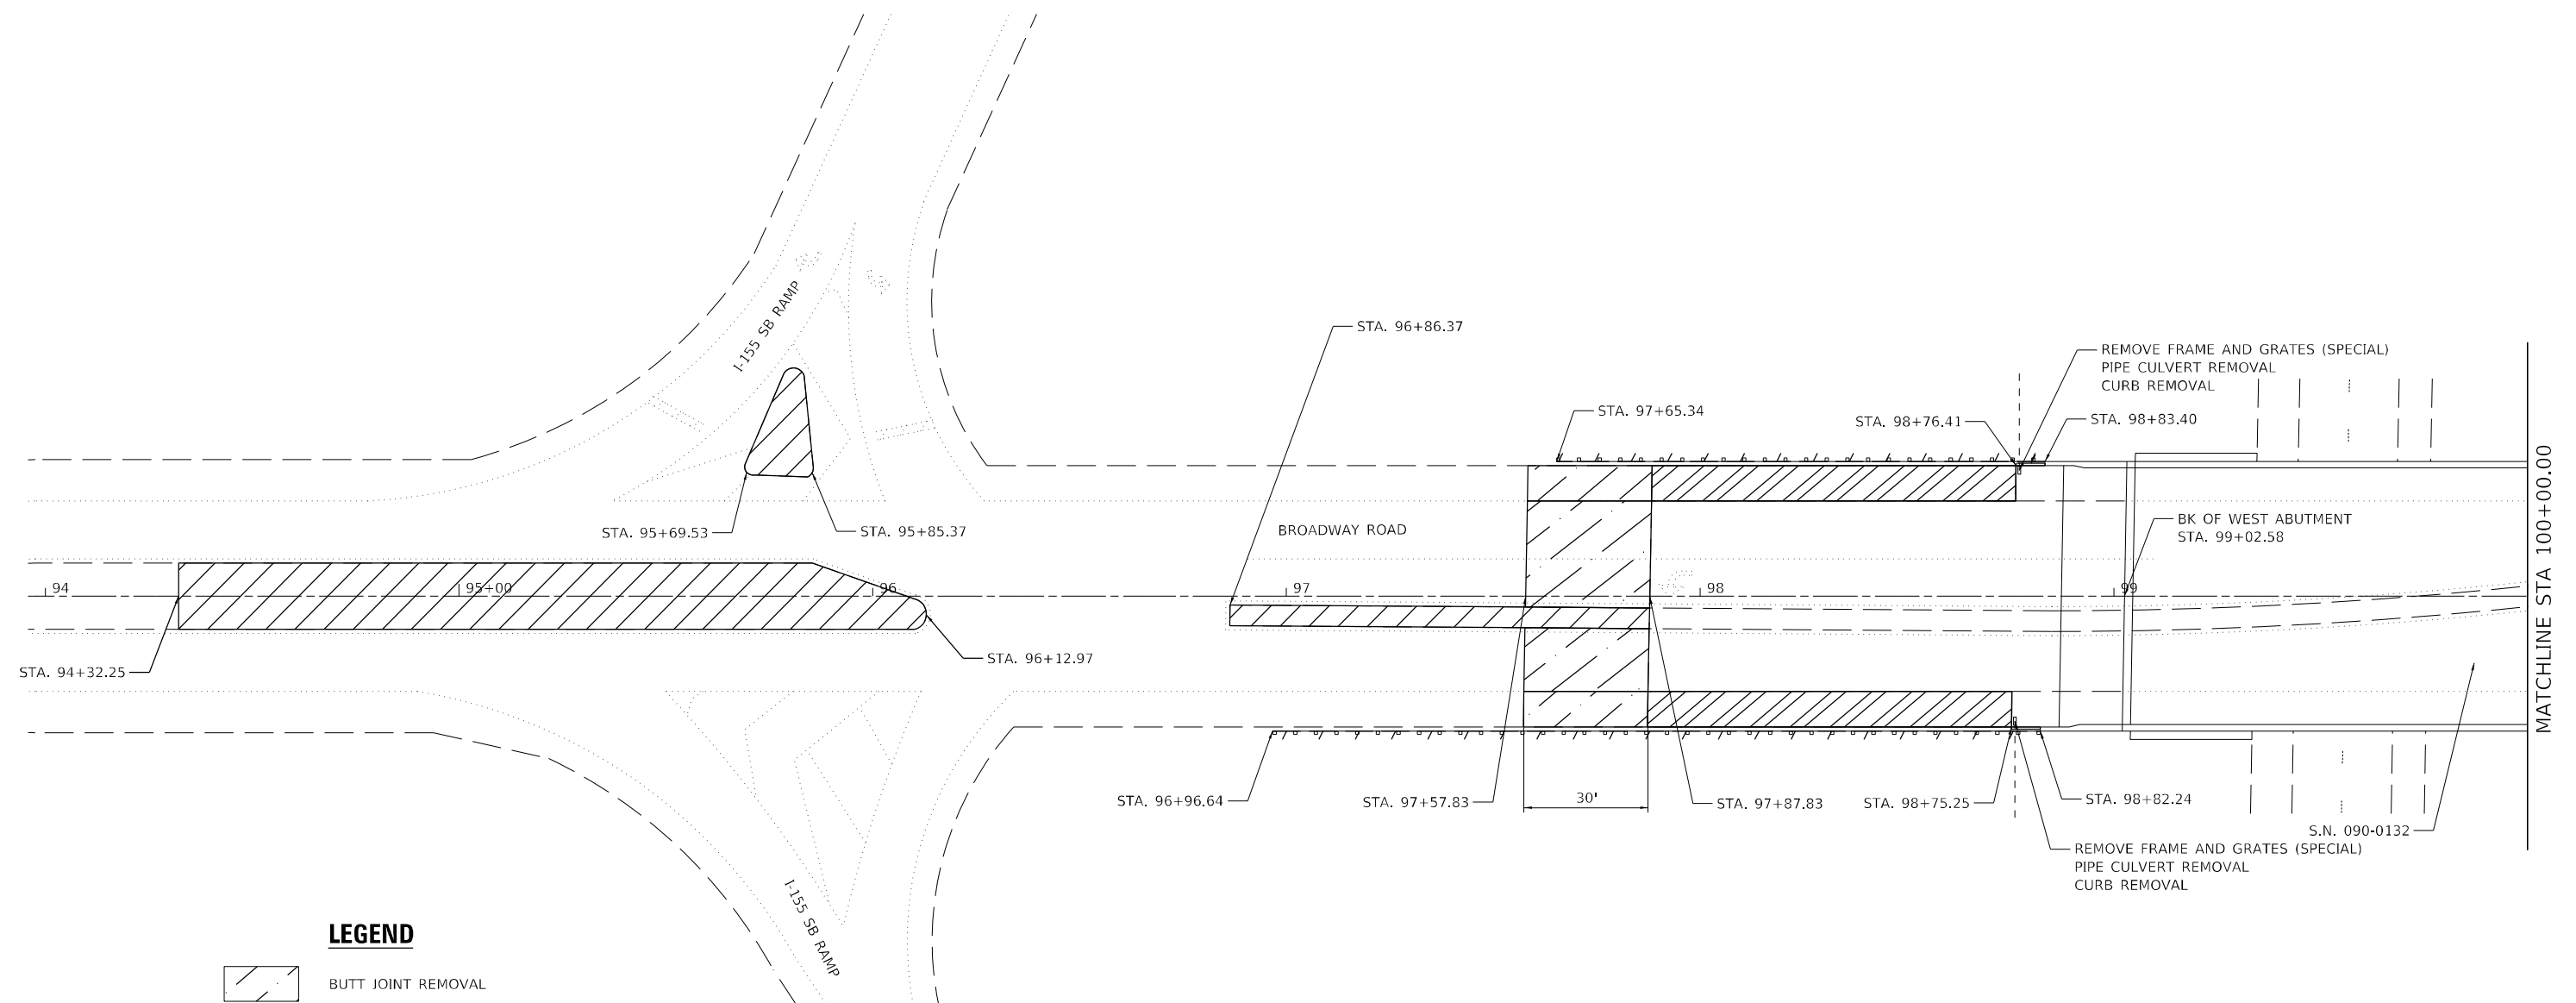 I-155 SB RAMP
STA. 96+86.37
REMOVE FRAME AND GRATES (SPECIAL)
PIPE CULVERT REMOVAL
CURB REMOVAL
STA. 97+65.34
STA. 98+76.41
STA. 98+83.40
STA. 95+69.53
STA. 95+85.37
BROADWAY ROAD
BK OF WEST ABUTMENT
STA. 99+02.58
MATCHLINE STA 100+00.00
94
95+00
96
97
98
99
STA. 94+32.25
STA. 96+12.97
STA. 96+96.64
STA. 97+57.83
30'
STA. 97+87.83
STA. 98+75.25
STA. 98+82.24
S.N. 090-0132
REMOVE FRAME AND GRATES (SPECIAL)
PIPE CULVERT REMOVAL
CURB REMOVAL
I-155 SB RAMP
LEGEND
BUTT JOINT REMOVAL